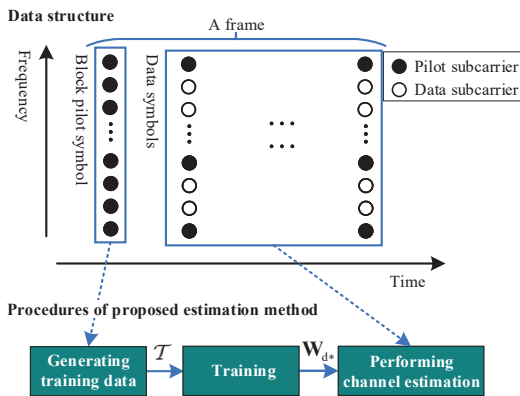 Data structure
A frame
Frequency
Block pilot
symbol
Data symbols
Pilot subcarrier
Data subcarrier
Time
Procedures of proposed estimation method
Generating
training data
𝒯
Training
W_d*
Performing
channel estimation